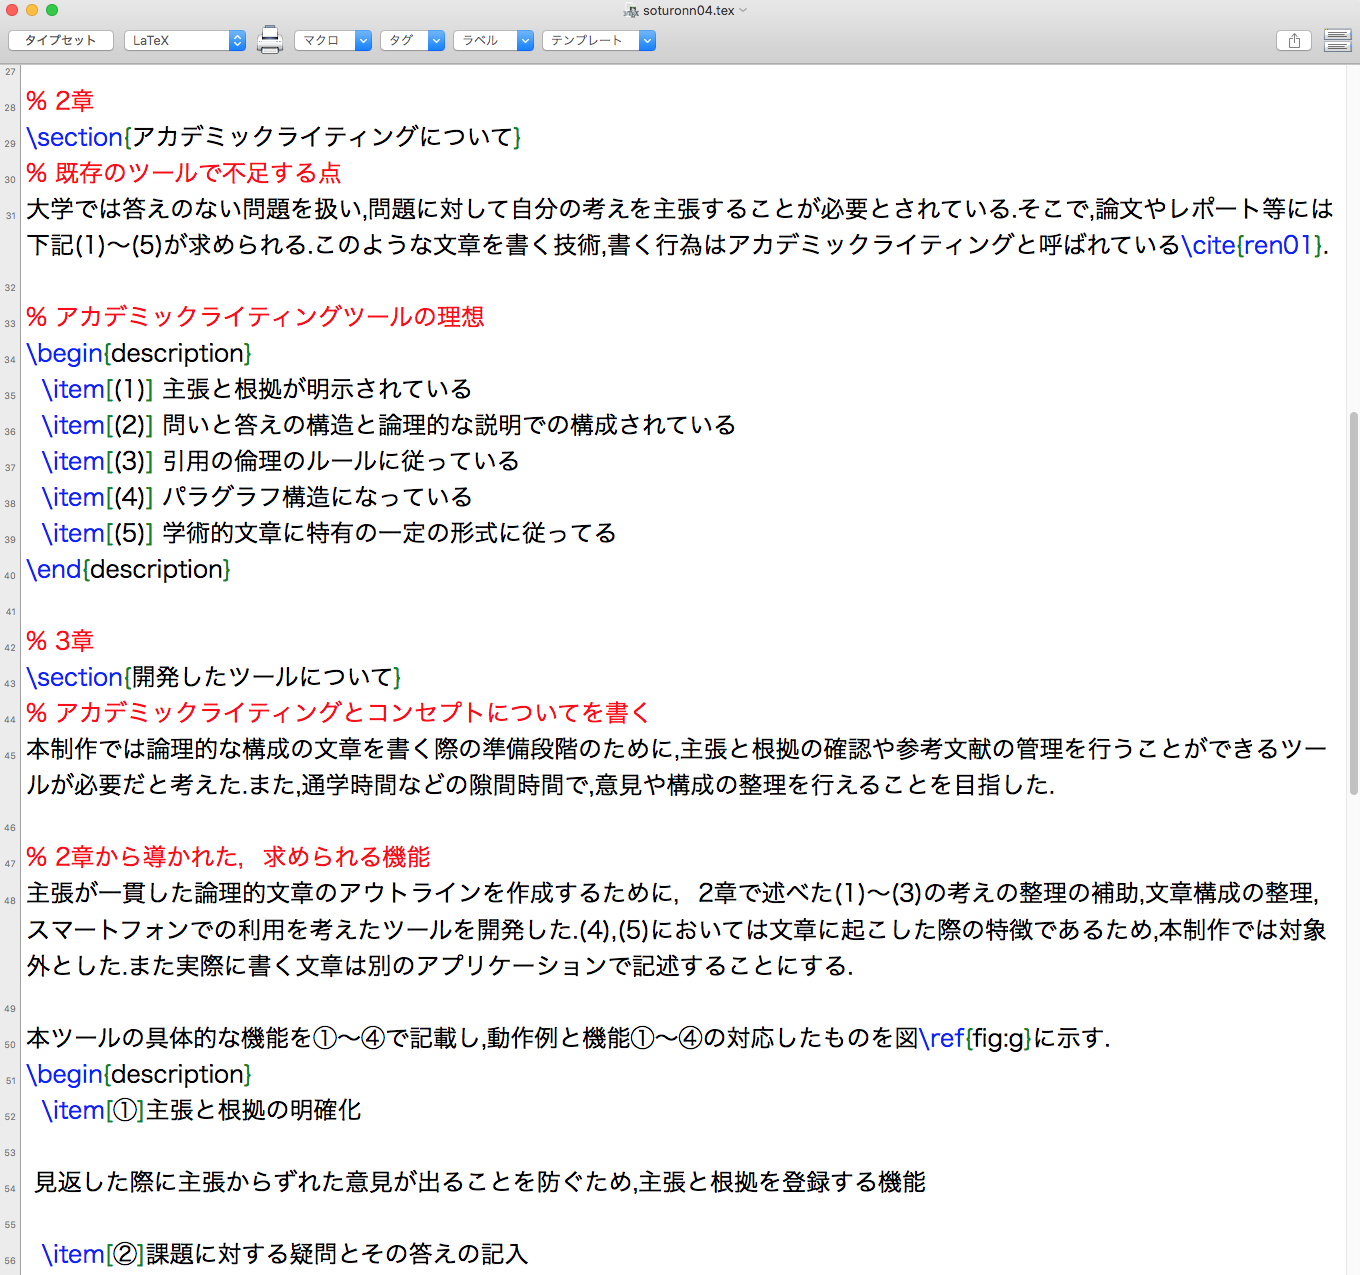 soturonn04.tex
タイプセット LaTeX マクロ タグ ラベル テンプレート
27
28 % 2章
29 \section{アカデミックライティングについて}
30 % 既存のツールで不足する点
31 大学では答えのない問題を扱い,問題に対して自分の考えを主張することが必要とされている.そこで,論文やレポート等には
下記(1)〜(5)が求められる.このような文章を書く技術,書く行為はアカデミックライティングと呼ばれている\cite{ren01}.
32
33 % アカデミックライティングツールの理想
34 \begin{description}
35 \item[(1)] 主張と根拠が明示されている
36 \item[(2)] 問いと答えの構造と論理的な説明での構成されている
37 \item[(3)] 引用の倫理のルールに従っている
38 \item[(4)] パラグラフ構造になっている
39 \item[(5)] 学術的文章に特有の一定の形式に従ってる
40 \end{description}
41
42 % 3章
43 \section{開発したツールについて}
44 % アカデミックライティングとコンセプトについてを書く
45 本制作では論理的な構成の文章を書く際の準備段階のために,主張と根拠の確認や参考文献の管理を行うことができるツー
ルが必要だと考えた.また,通学時間などの隙間時間で,意見や構成の整理を行えることを目指した.
46
47 % 2章から導かれた，求められる機能
48 主張が一貫した論理的文章のアウトラインを作成するために，2章で述べた(1)〜(3)の考えの整理の補助,文章構成の整理,
スマートフォンでの利用を考えたツールを開発した.(4),(5)においては文章に起こした際の特徴であるため,本制作では対象
外とした.また実際に書く文章は別のアプリケーションで記述することにする.
49
50 本ツールの具体的な機能を①〜④で記載し,動作例と機能①〜④の対応したものを図\ref{fig:g}に示す.
51 \begin{description}
52 \item[①]主張と根拠の明確化
53
54 見返した際に主張からずれた意見が出ることを防ぐため,主張と根拠を登録する機能
55
56 \item[②]課題に対する疑問とその答えの記入